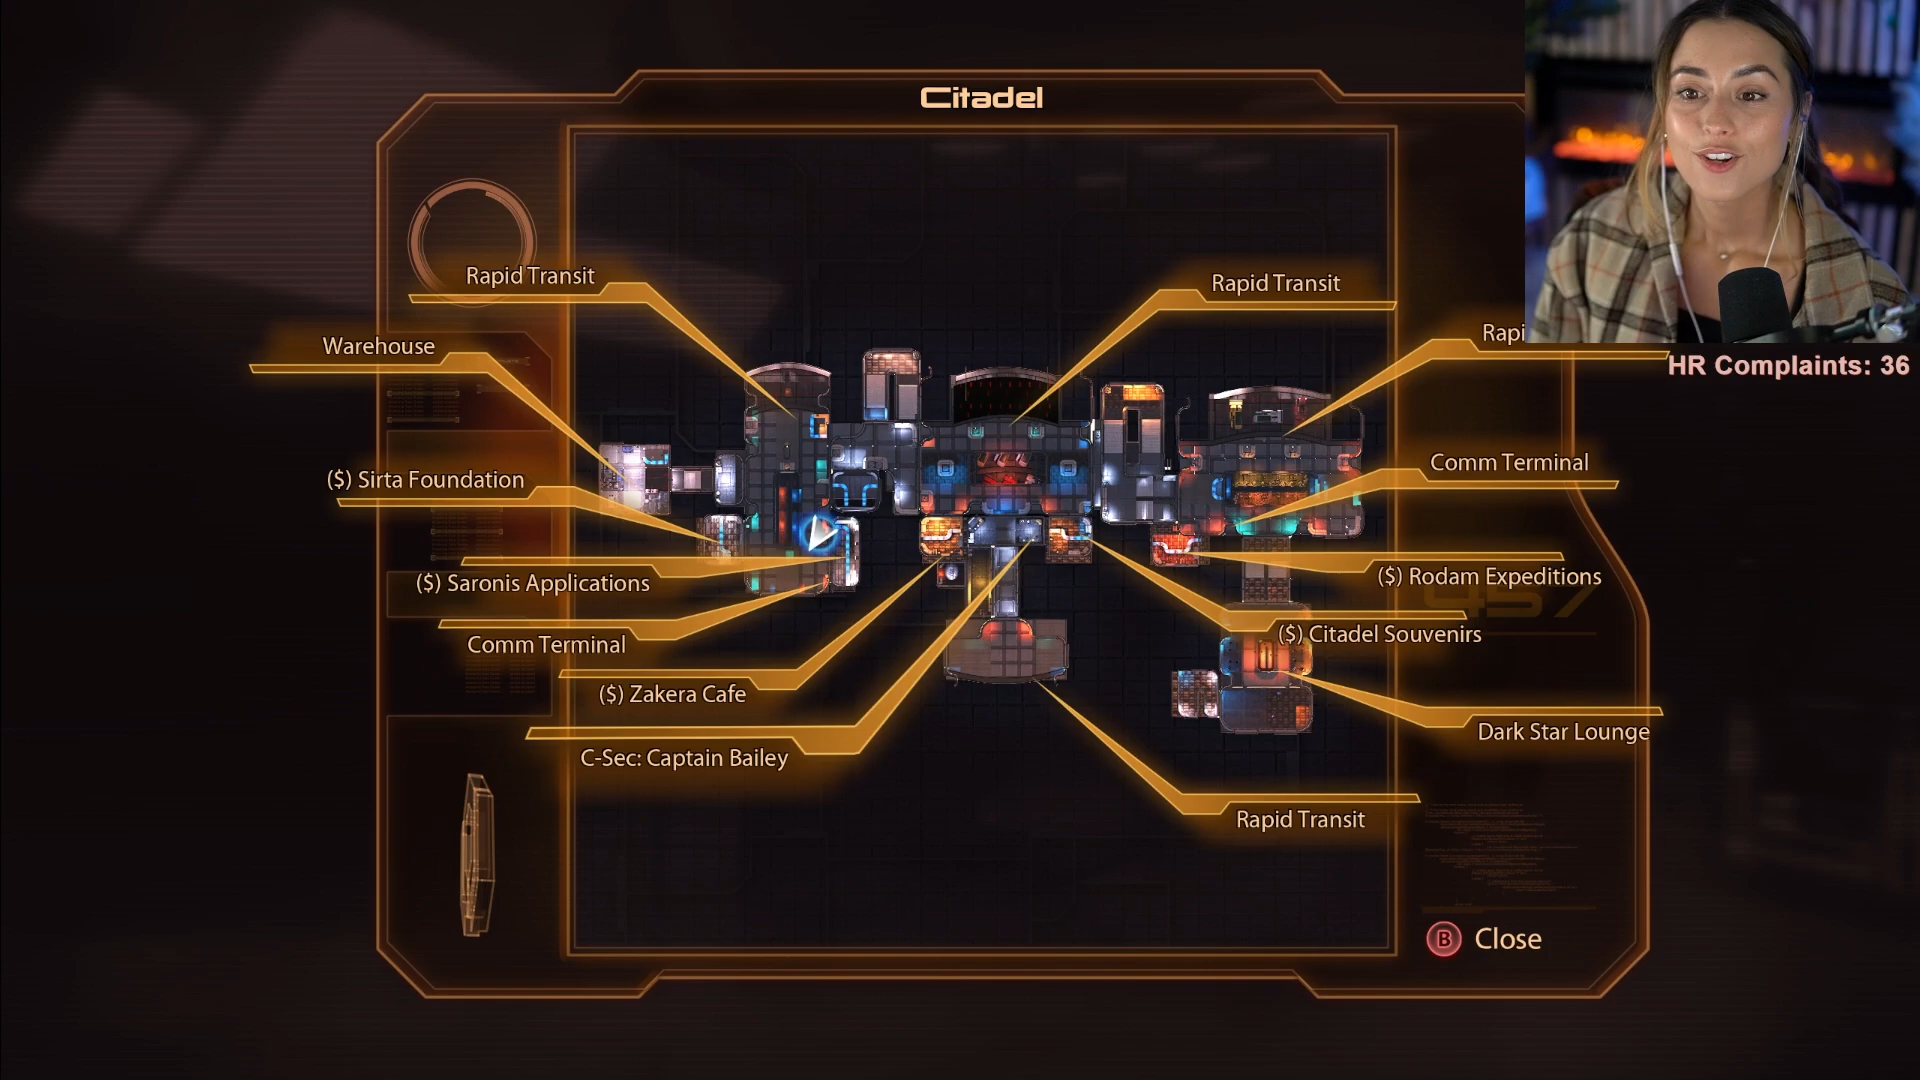 Citadel
Rapid Transit
Rapid Transit
Rapi
Warehouse
HR Complaints: 36
Comm Terminal
($) Sirta Foundation
($) Rodam Expeditions
($) Saronis Applications
457
($) Citadel Souvenirs
Comm Terminal
($) Zakera Cafe
Dark Star Lounge
C-Sec: Captain Bailey
Rapid Transit
B Close